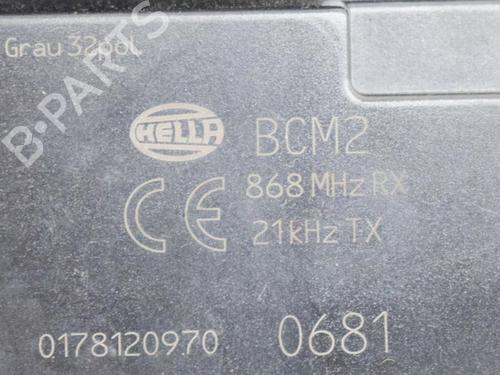 Grau 32pol
HELLA
BCM2
868 MHz RX
CE
21kHz TX
0178120970
0681
B-Parts